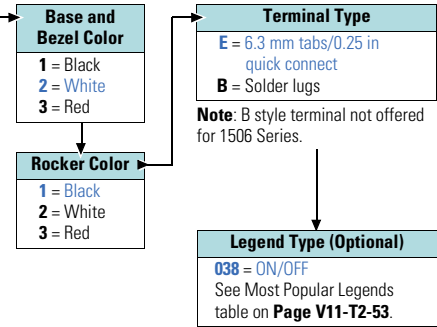 Base and
Bezel Color
1 = Black
2 = White
3 = Red
Rocker Color
1 = Black
2 = White
3 = Red
Terminal Type
E = 6.3 mm tabs/0.25 in
quick connect
B = Solder lugs
Note: B style terminal not offered
for 1506 Series.
Legend Type (Optional)
038 = ON/OFF
See Most Popular Legends
table on Page V11-T2-53.